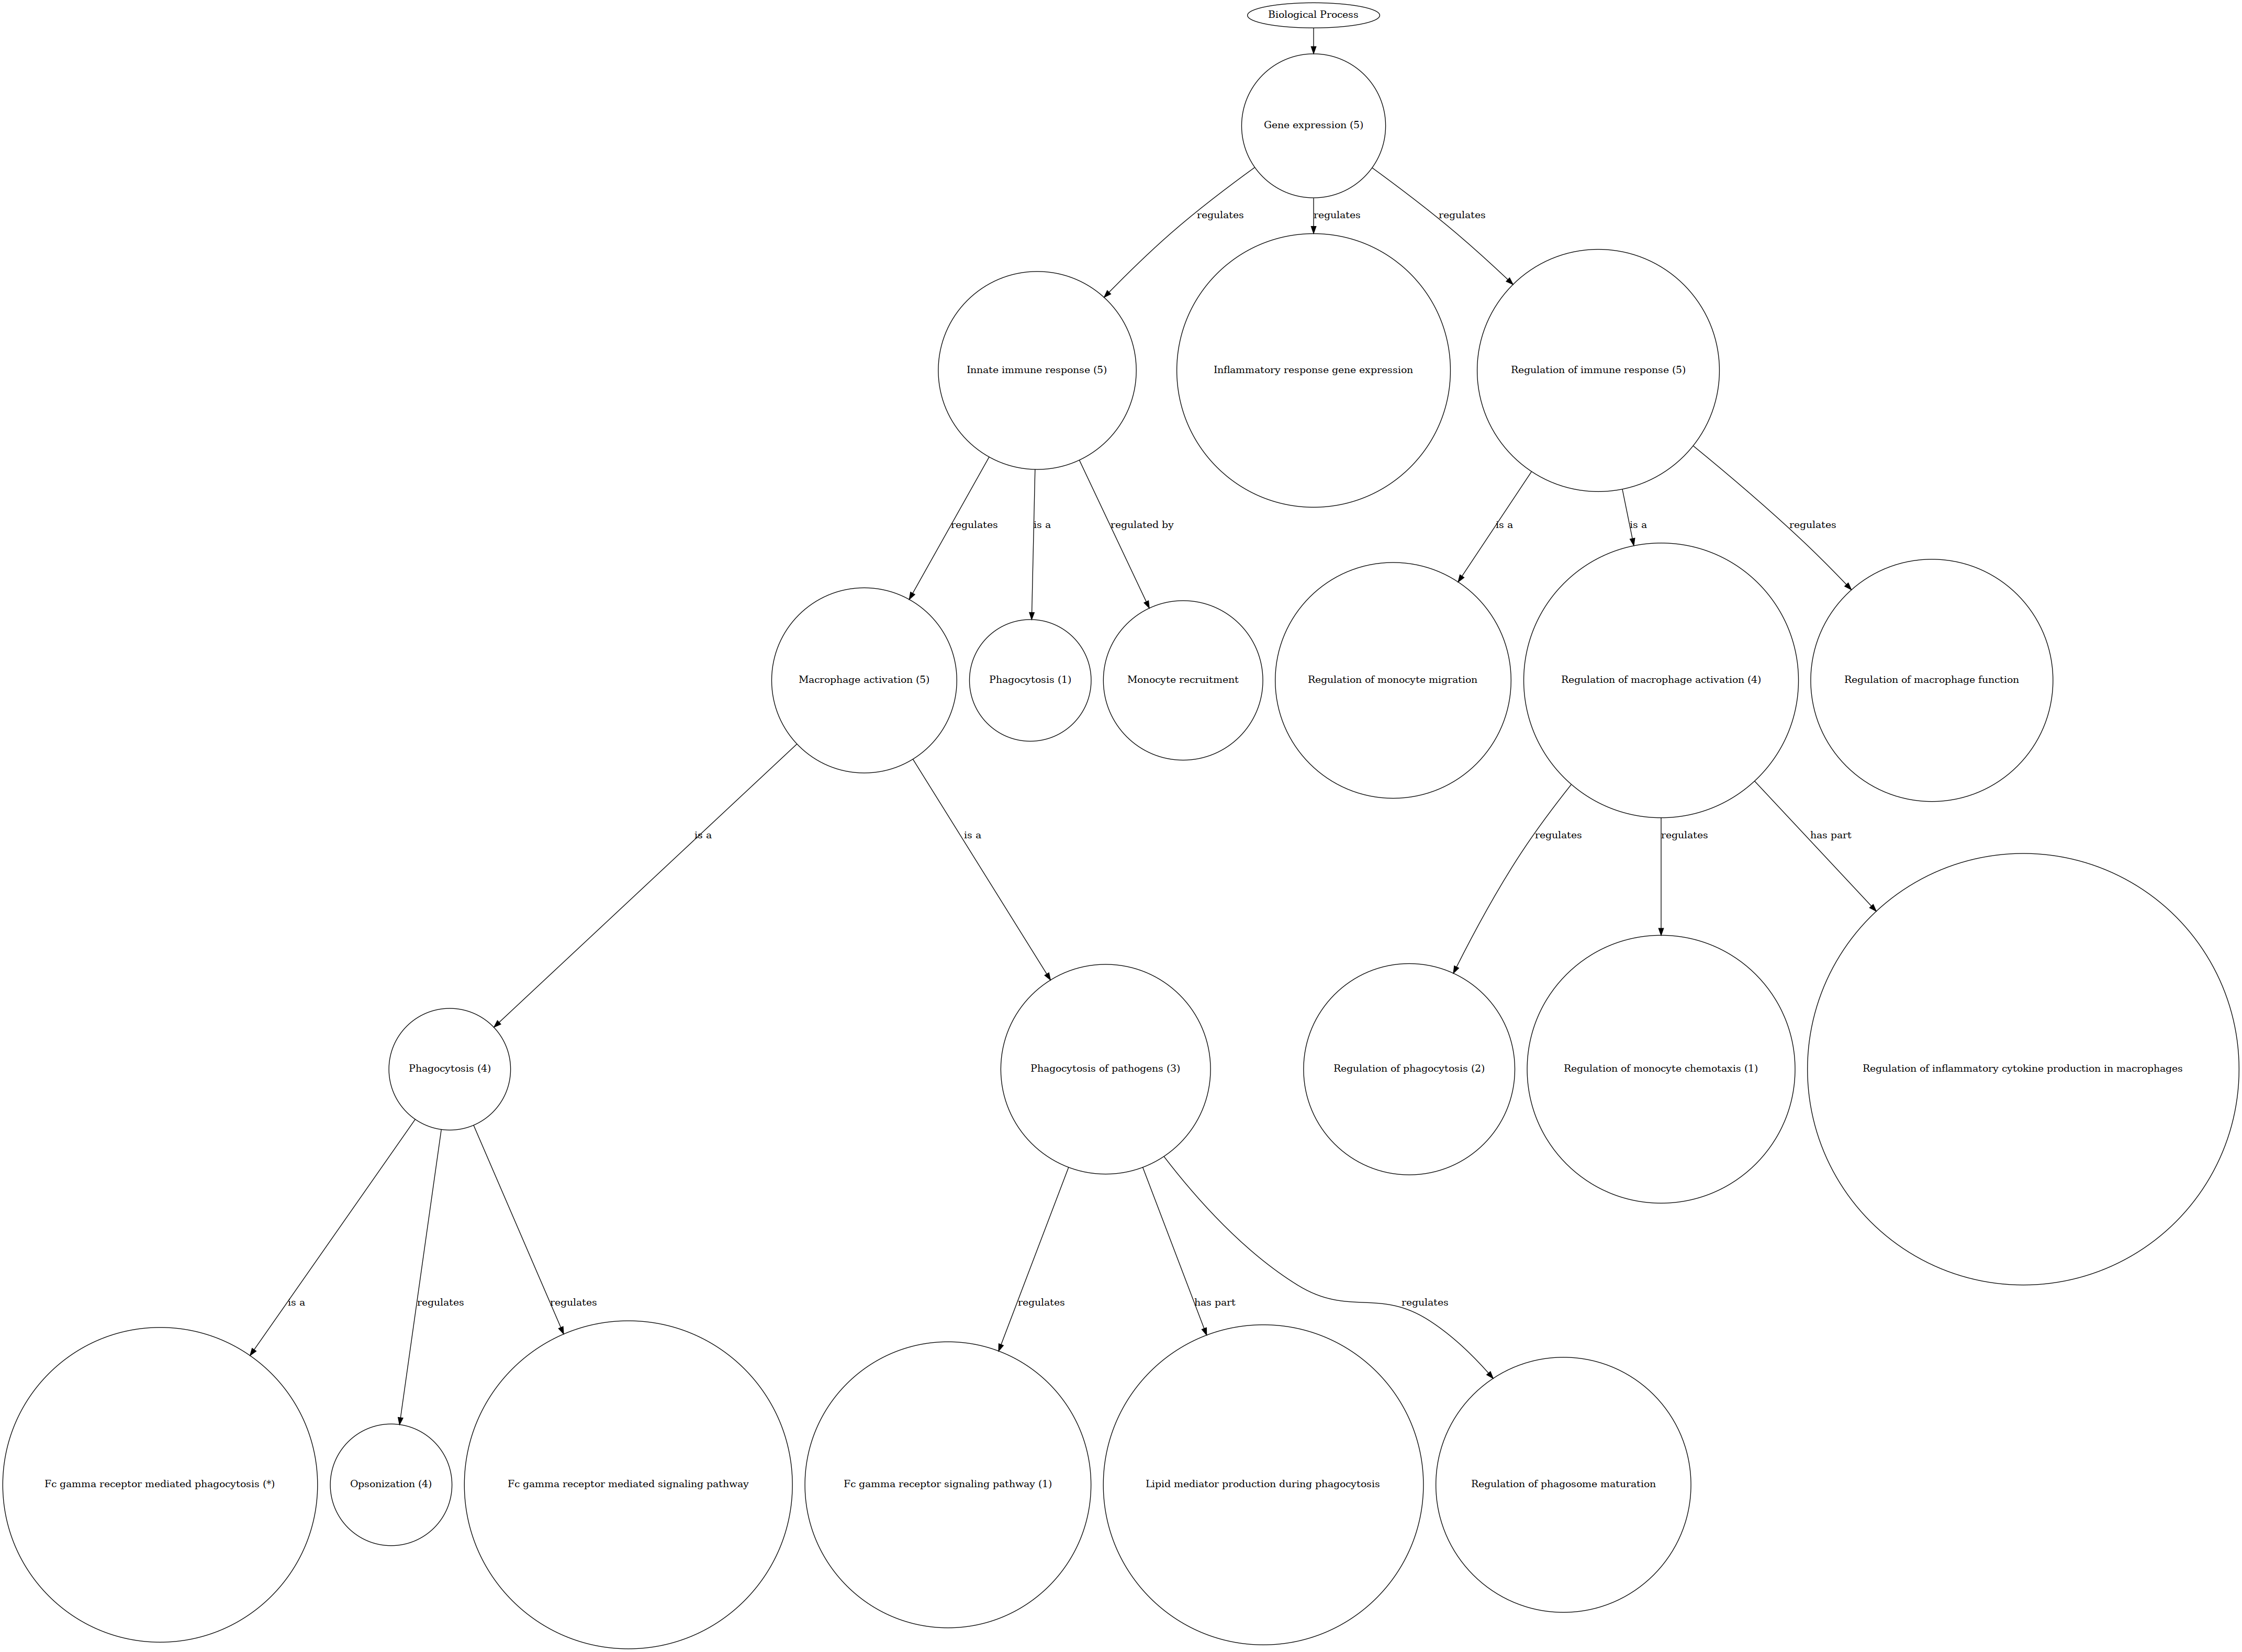 Biological Process
Gene expression (5)
regulates
regulates
regulates
Innate immune response (5)
Inflammatory response gene expression
Regulation of immune response (5)
regulates
is a
regulated by
is a
is a
regulates
Macrophage activation (5)
Phagocytosis (1)
Monocyte recruitment
Regulation of monocyte migration
Regulation of macrophage activation (4)
Regulation of macrophage function
is a
is a
regulates
regulates
has part
Phagocytosis (4)
Phagocytosis of pathogens (3)
Regulation of phagocytosis (2)
Regulation of monocyte chemotaxis (1)
Regulation of inflammatory cytokine production in macrophages
is a
regulates
regulates
regulates
has part
regulates
Fc gamma receptor mediated phagocytosis (*)
Opsonization (4)
Fc gamma receptor mediated signaling pathway
Fc gamma receptor signaling pathway (1)
Lipid mediator production during phagocytosis
Regulation of phagosome maturation